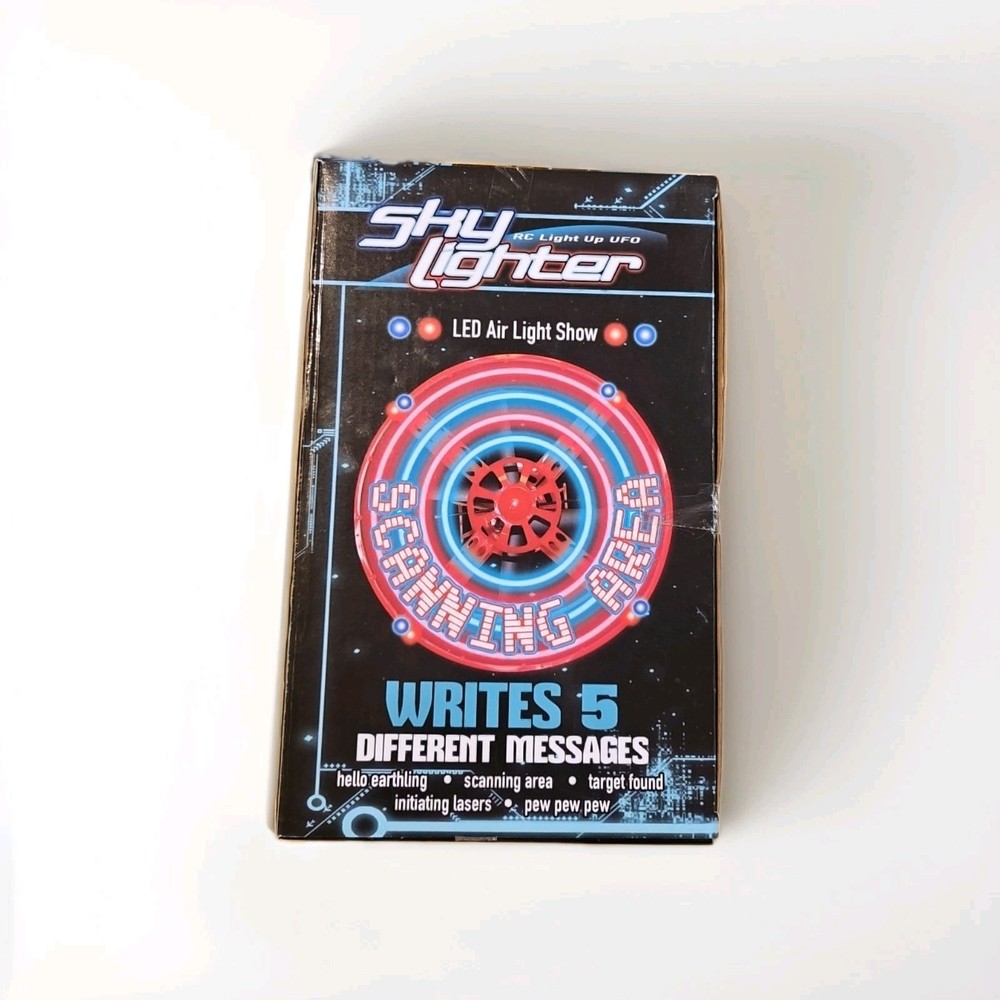 Sky
RC Light Up UFO
Lighter
LED Air Light Show
SCANNING AREA
WRITES 5
DIFFERENT MESSAGES
hello earthling • scanning area • target found
initiating lasers • pew pew pew